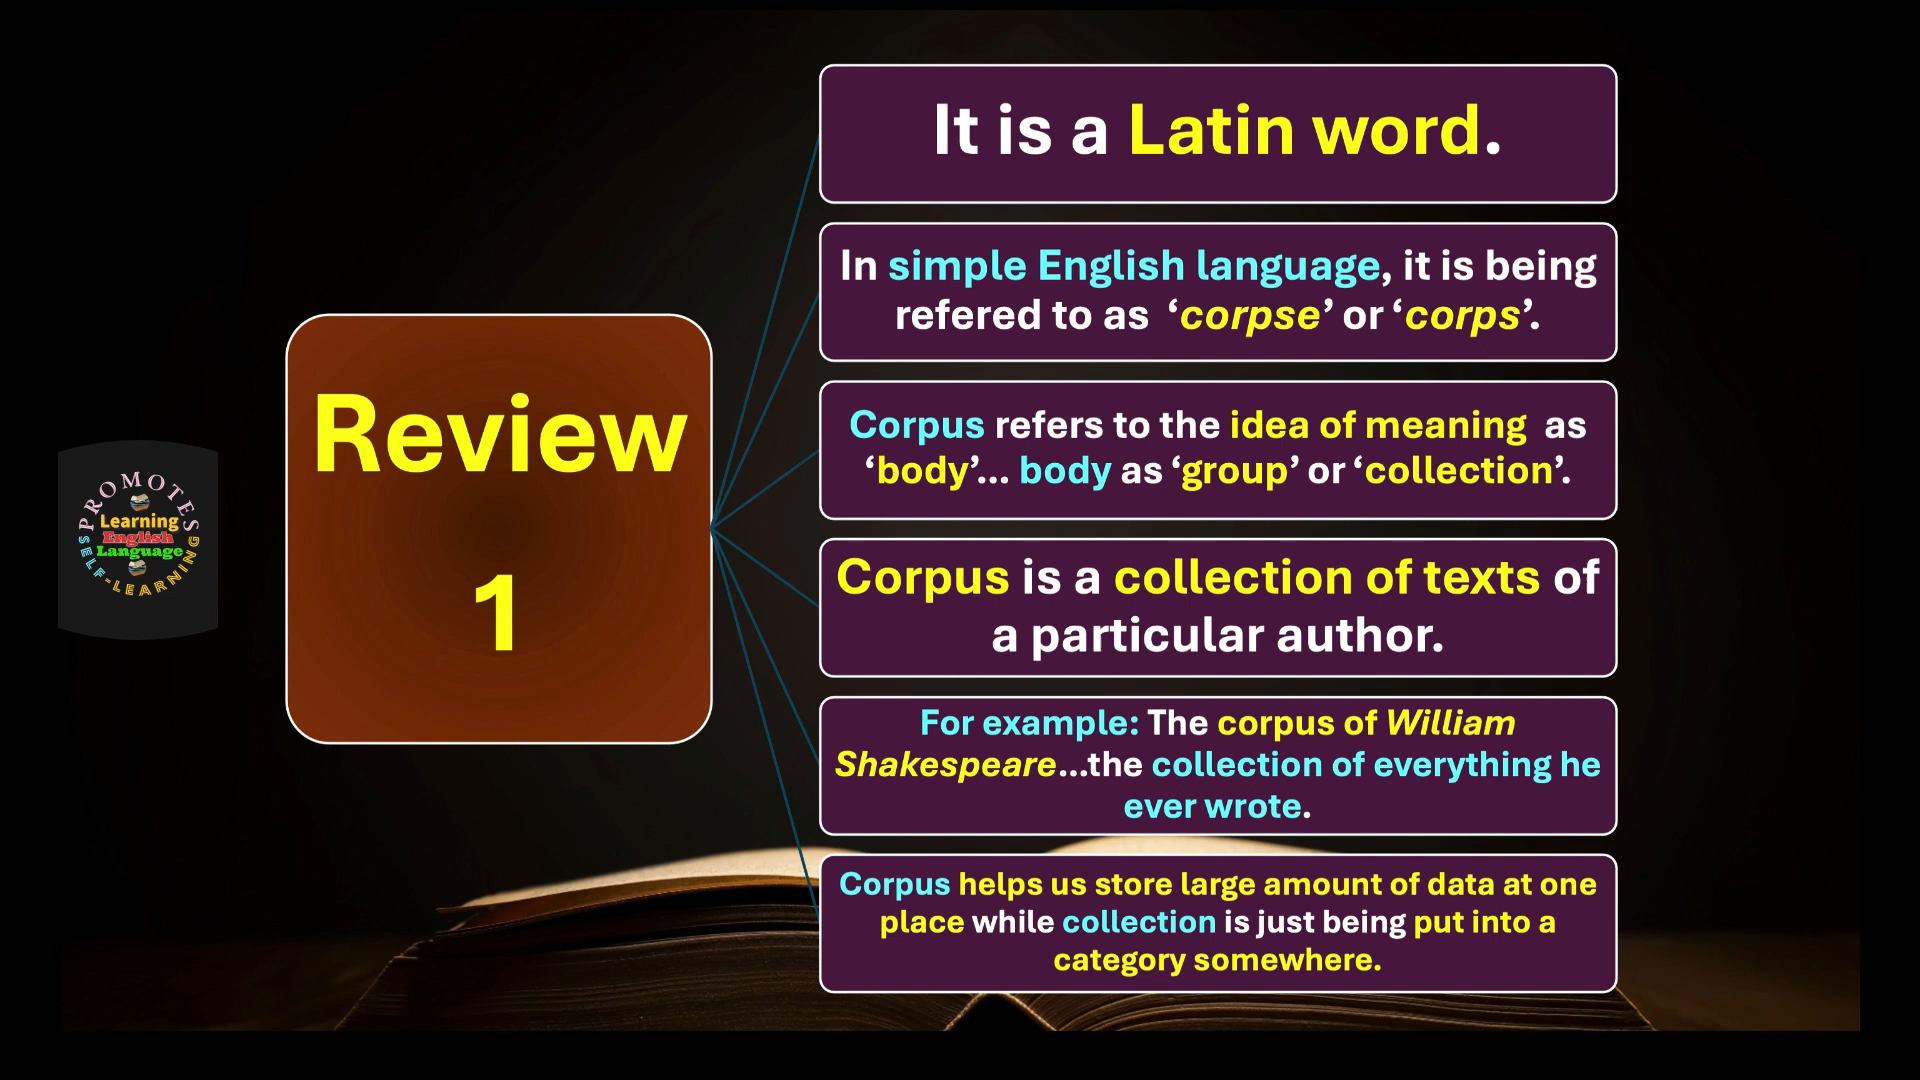 PROMOTES
Learning
English
Language
SELF-LEARNING
Review
1
It is a Latin word.
In simple English language, it is being
refered to as ‘corpse’ or ‘corps’.
Corpus refers to the idea of meaning as
‘body’... body as ‘group’ or ‘collection’.
Corpus is a collection of texts of
a particular author.
For example: The corpus of William
Shakespeare...the collection of everything he
ever wrote.
Corpus helps us store large amount of data at one
place while collection is just being put into a
category somewhere.